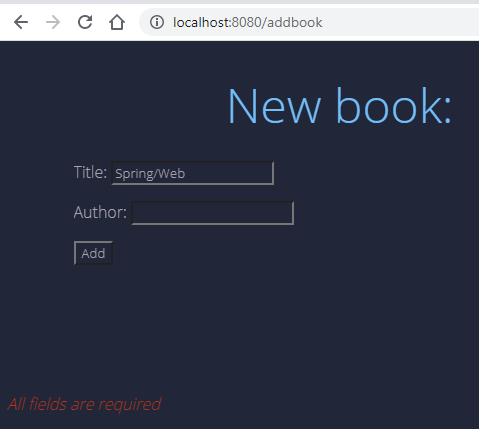 localhost:8080/addbook
New book:
Title: Spring/Web
Author:
Add
All fields are required